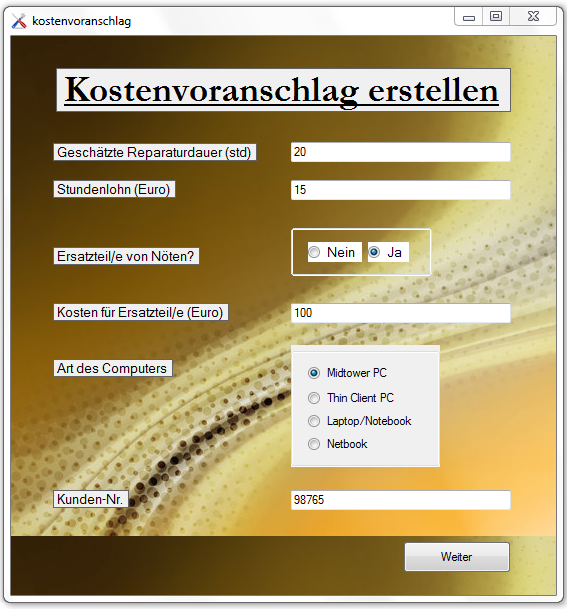 kostenvoranschlag
Kostenvoranschlag erstellen
Geschätzte Reparaturdauer (std) 20
Stundenlohn (Euro) 15
Ersatzteil/e von Nöten? Nein Ja
Kosten für Ersatzteil/e (Euro) 100
Art des Computers Midtower PC
Thin Client PC
Laptop/Notebook
Netbook
Kunden-Nr. 98765
Weiter